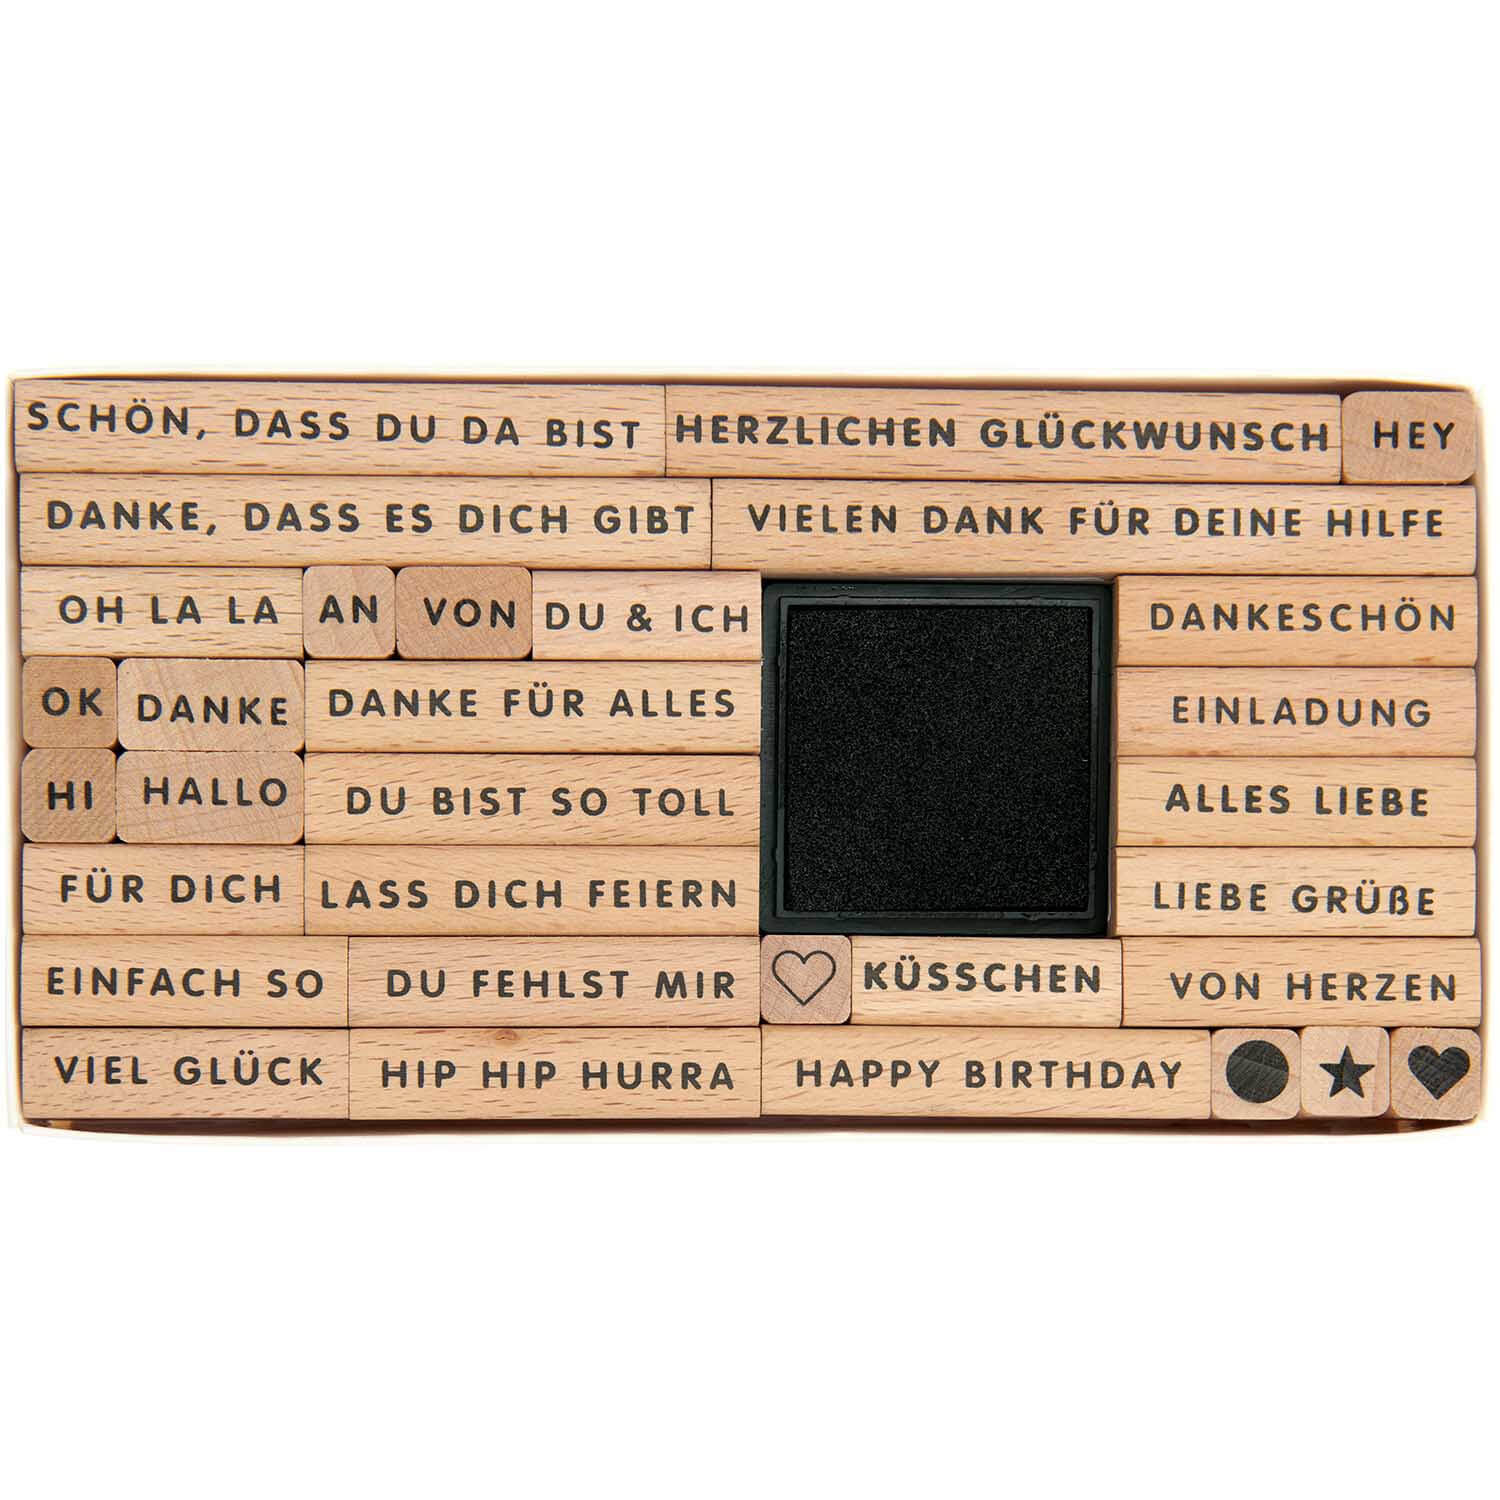 SCHÖN, DASS DU DA BIST
HERZLICHEN GLÜCKWUNSCH
HEY
DANKE, DASS ES DICH GIBT
VIELEN DANK FÜR DEINE HILFE
OH LA LA
AN
VON
DU & ICH
DANKESCHÖN
OK
DANKE
DANKE FÜR ALLES
EINLADUNG
HI
HALLO
DU BIST SO TOLL
ALLES LIEBE
FÜR DICH
LASS DICH FEIERN
LIEBE GRÜßE
EINFACH SO
DU FEHLST MIR
KÜSSCHEN
VON HERZEN
VIEL GLÜCK
HIP HIP HURRA
HAPPY BIRTHDAY